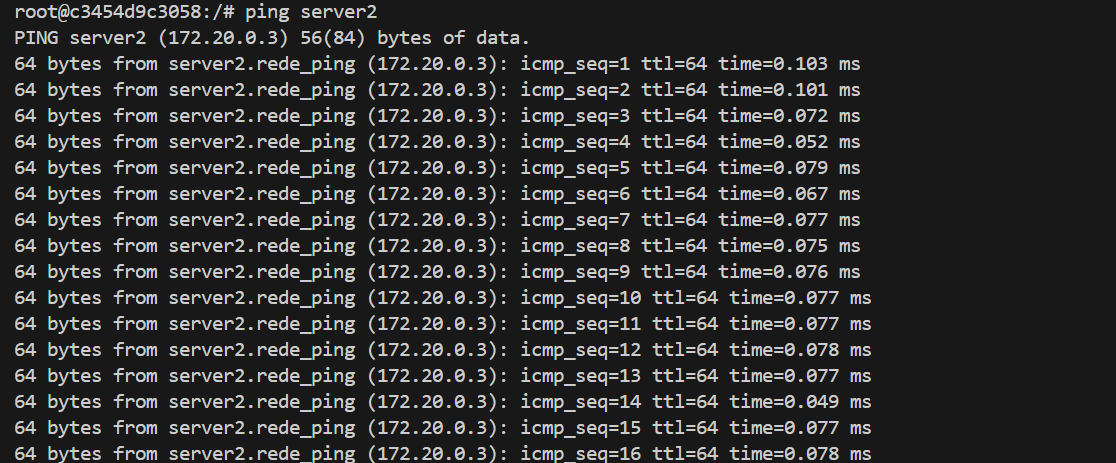 root@c3454d9c3058:/# ping server2
PING server2 (172.20.0.3) 56(84) bytes of data.
64 bytes from server2.rede_ping (172.20.0.3): icmp_seq=1 ttl=64 time=0.103 ms
64 bytes from server2.rede_ping (172.20.0.3): icmp_seq=2 ttl=64 time=0.101 ms
64 bytes from server2.rede_ping (172.20.0.3): icmp_seq=3 ttl=64 time=0.072 ms
64 bytes from server2.rede_ping (172.20.0.3): icmp_seq=4 ttl=64 time=0.052 ms
64 bytes from server2.rede_ping (172.20.0.3): icmp_seq=5 ttl=64 time=0.079 ms
64 bytes from server2.rede_ping (172.20.0.3): icmp_seq=6 ttl=64 time=0.067 ms
64 bytes from server2.rede_ping (172.20.0.3): icmp_seq=7 ttl=64 time=0.077 ms
64 bytes from server2.rede_ping (172.20.0.3): icmp_seq=8 ttl=64 time=0.075 ms
64 bytes from server2.rede_ping (172.20.0.3): icmp_seq=9 ttl=64 time=0.076 ms
64 bytes from server2.rede_ping (172.20.0.3): icmp_seq=10 ttl=64 time=0.077 ms
64 bytes from server2.rede_ping (172.20.0.3): icmp_seq=11 ttl=64 time=0.077 ms
64 bytes from server2.rede_ping (172.20.0.3): icmp_seq=12 ttl=64 time=0.078 ms
64 bytes from server2.rede_ping (172.20.0.3): icmp_seq=13 ttl=64 time=0.077 ms
64 bytes from server2.rede_ping (172.20.0.3): icmp_seq=14 ttl=64 time=0.049 ms
64 bytes from server2.rede_ping (172.20.0.3): icmp_seq=15 ttl=64 time=0.077 ms
64 bytes from server2.rede_ping (172.20.0.3): icmp_seq=16 ttl=64 time=0.078 ms